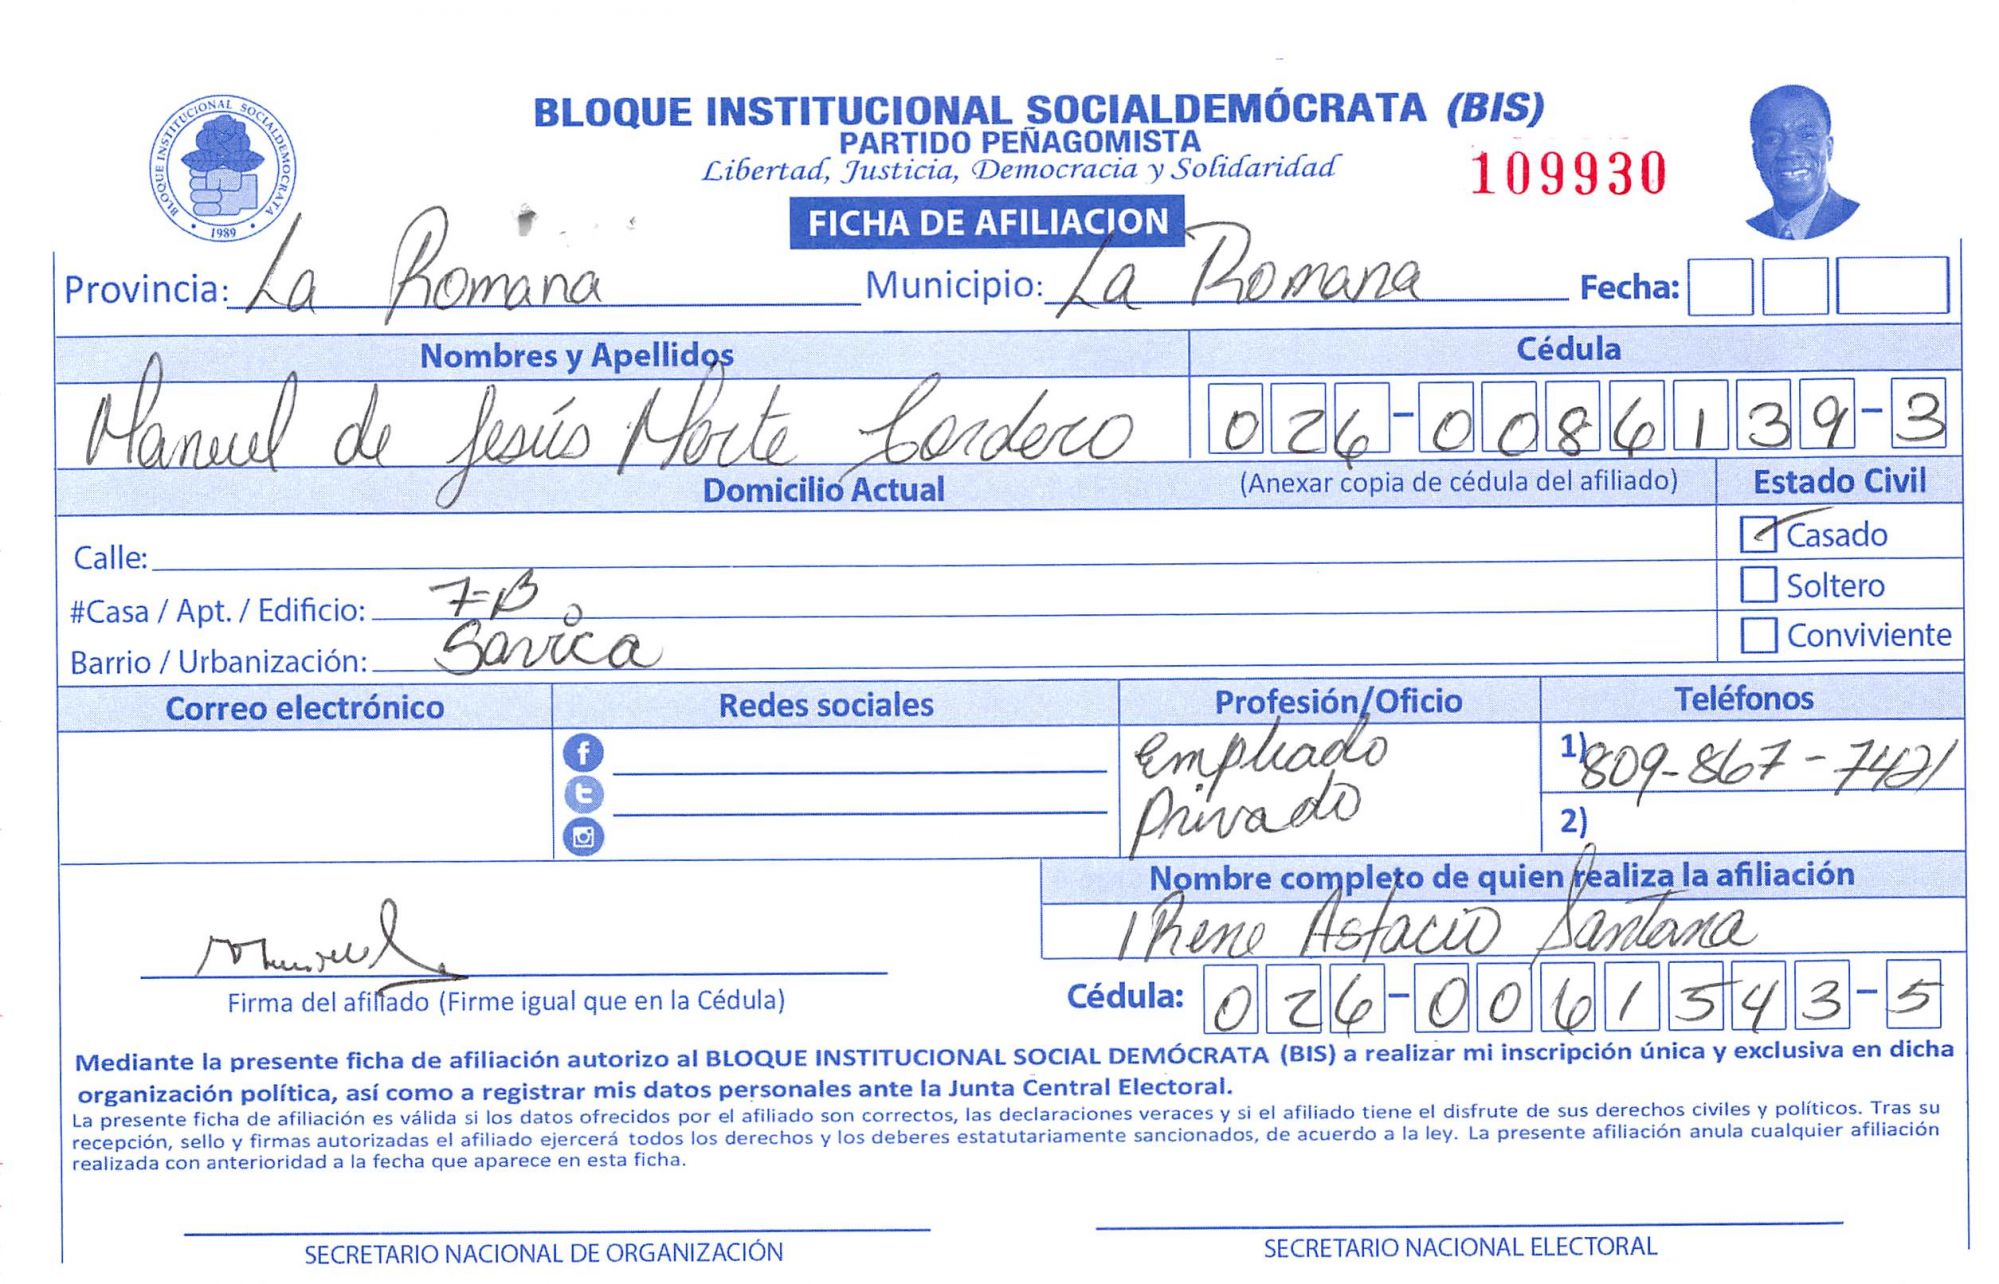 BLOQUE INSTITUCIONAL SOCIALDEMOCRATA
1989
BLOQUE INSTITUCIONAL SOCIALDEMÓCRATA (BIS)
PARTIDO PEÑAGOMISTA
Libertad, Justicia, Democracia y Solidaridad
109930
FICHA DE AFILIACION
Provincia: La Romana Municipio: La Romana Fecha:
Nombres y Apellidos Cédula
Manuel de Jesús Morte Cordero 026-0086139-3
Domicilio Actual (Anexar copia de cédula del afiliado) Estado Civil
Calle: Casado
#Casa / Apt. / Edificio: 7-B Soltero
Barrio / Urbanización: Savica Conviviente
Correo electrónico Redes sociales Profesión/Oficio Teléfonos
Empleado 1) 809-867-7421
Privado 2)
Nombre completo de quien realiza la afiliación
IRene Astacio Santana
Firma del afiliado (Firme igual que en la Cédula) Cédula: 026-0061543-5
Mediante la presente ficha de afiliación autorizo al BLOQUE INSTITUCIONAL SOCIAL DEMÓCRATA (BIS) a realizar mi inscripción única y exclusiva en dicha
organización política, así como a registrar mis datos personales ante la Junta Central Electoral.
La presente ficha de afiliación es válida si los datos ofrecidos por el afiliado son correctos, las declaraciones veraces y si el afiliado tiene el disfrute de sus derechos civiles y políticos. Tras su
recepción, sello y firmas autorizadas el afiliado ejercerá todos los derechos y los deberes estatutariamente sancionados, de acuerdo a la ley. La presente afiliación anula cualquier afiliación
realizada con anterioridad a la fecha que aparece en esta ficha.
SECRETARIO NACIONAL DE ORGANIZACIÓN SECRETARIO NACIONAL ELECTORAL